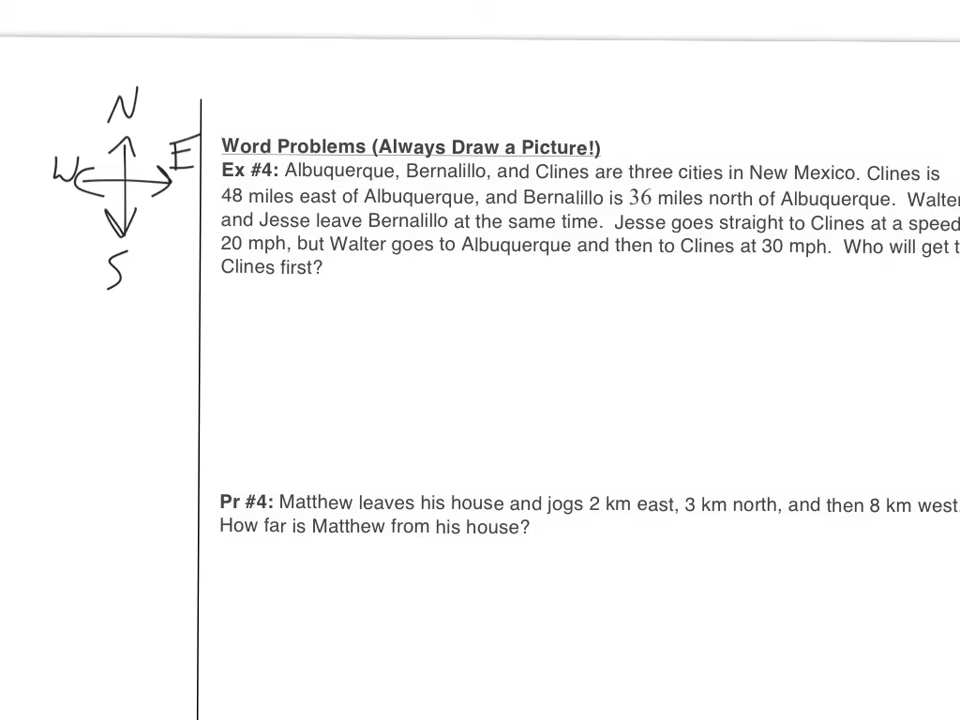 N
W E
S
Word Problems (Always Draw a Picture!)
Ex #4: Albuquerque, Bernalillo, and Clines are three cities in New Mexico. Clines is
48 miles east of Albuquerque, and Bernalillo is 36 miles north of Albuquerque. Walter
and Jesse leave Bernalillo at the same time. Jesse goes straight to Clines at a speed
20 mph, but Walter goes to Albuquerque and then to Clines at 30 mph. Who will get t
Clines first?
Pr #4: Matthew leaves his house and jogs 2 km east, 3 km north, and then 8 km west.
How far is Matthew from his house?